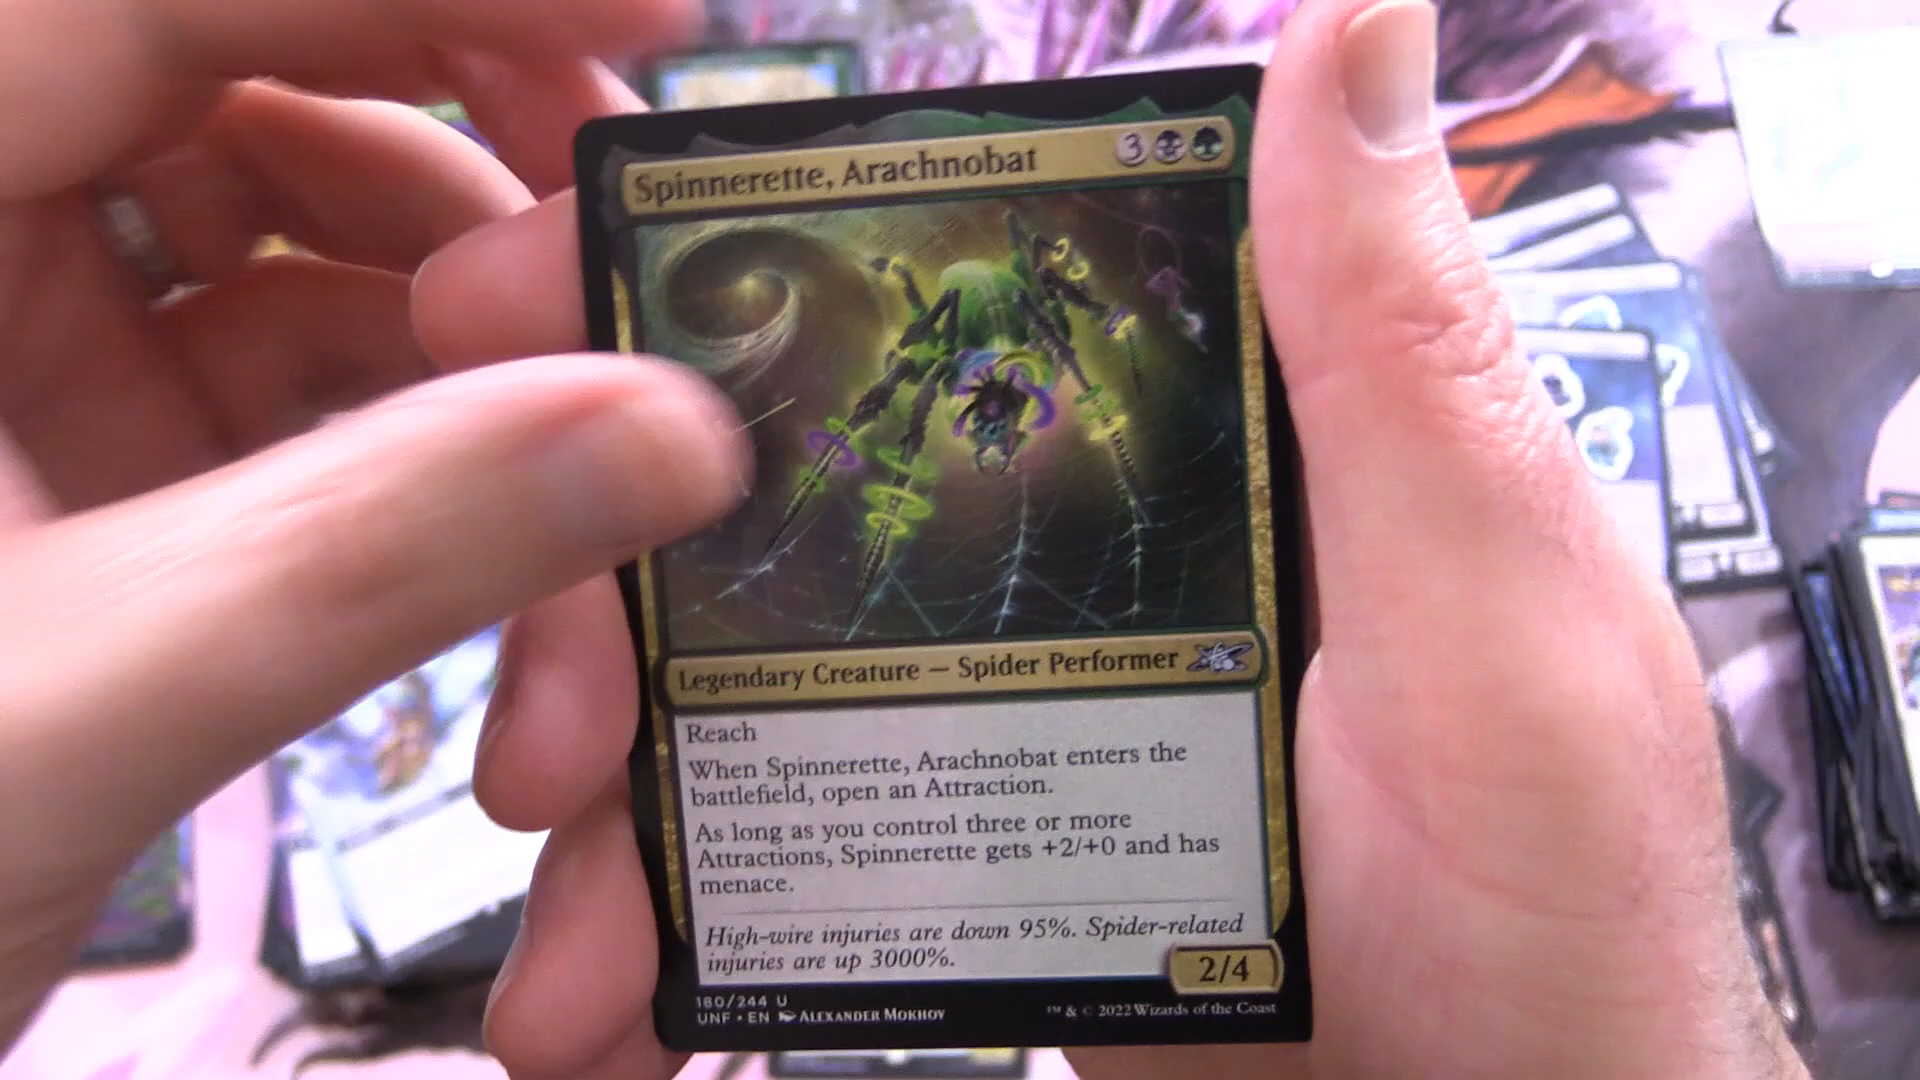 Spinnerette, Arachnobat 3
Legendary Creature — Spider Performer
Reach
When Spinnerette, Arachnobat enters the
battlefield, open an Attraction.
As long as you control three or more
Attractions, Spinnerette gets +2/+0 and has
menace.
High-wire injuries are down 95%. Spider-related
injuries are up 3000%.
2/4
180/244 U
UNF • EN ALEXANDER MOKHOV
™ & © 2022 Wizards of the Coast